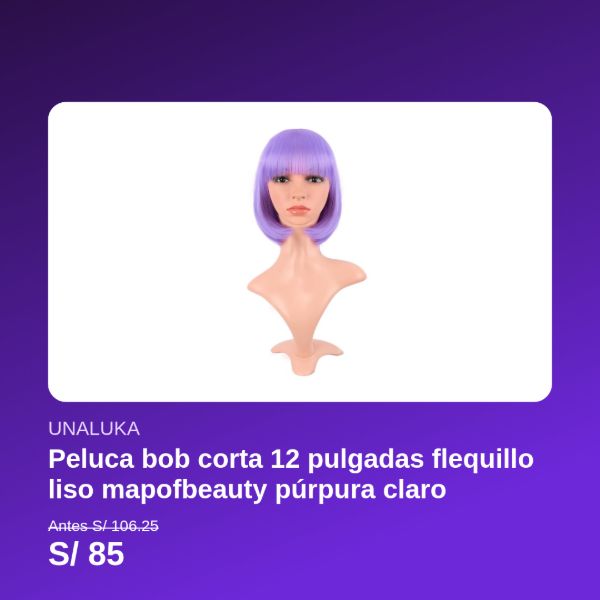 UNALUKA
Peluca bob corta 12 pulgadas flequillo
liso mapofbeauty púrpura claro
Antes S/ 106.25
S/ 85